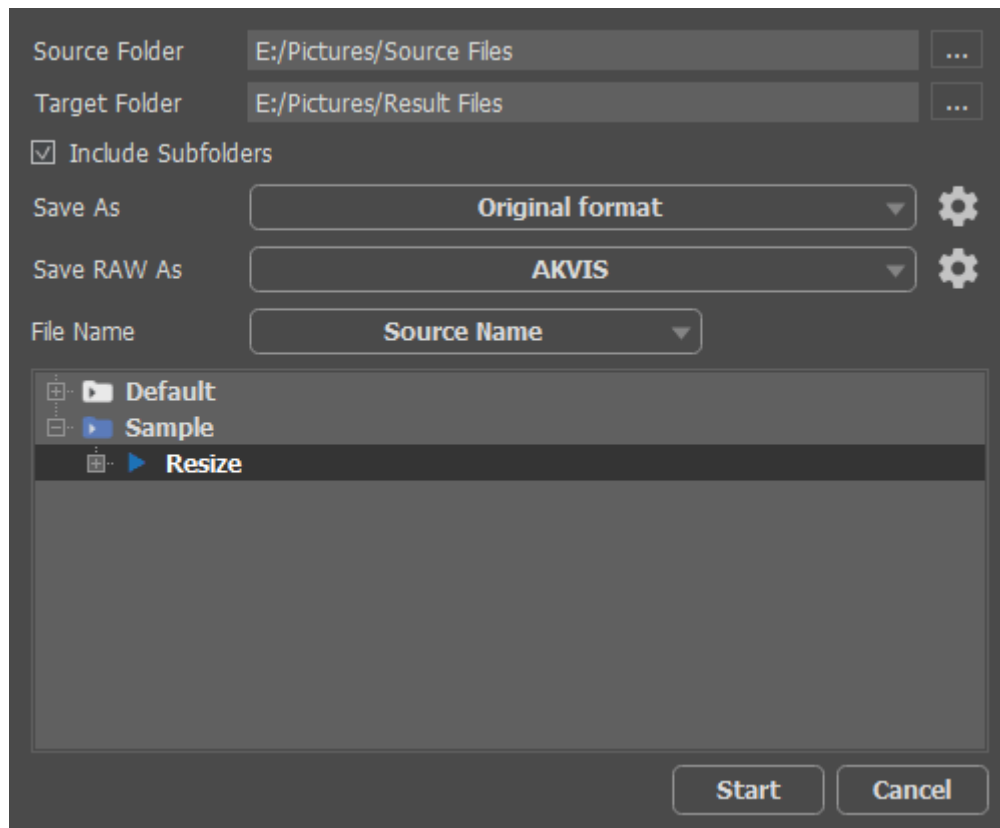 Source Folder E:/Pictures/Source Files ...
Target Folder E:/Pictures/Result Files ...
Include Subfolders
Save As Original format
Save RAW As AKVIS
File Name Source Name
Default
Sample
Resize
Start Cancel